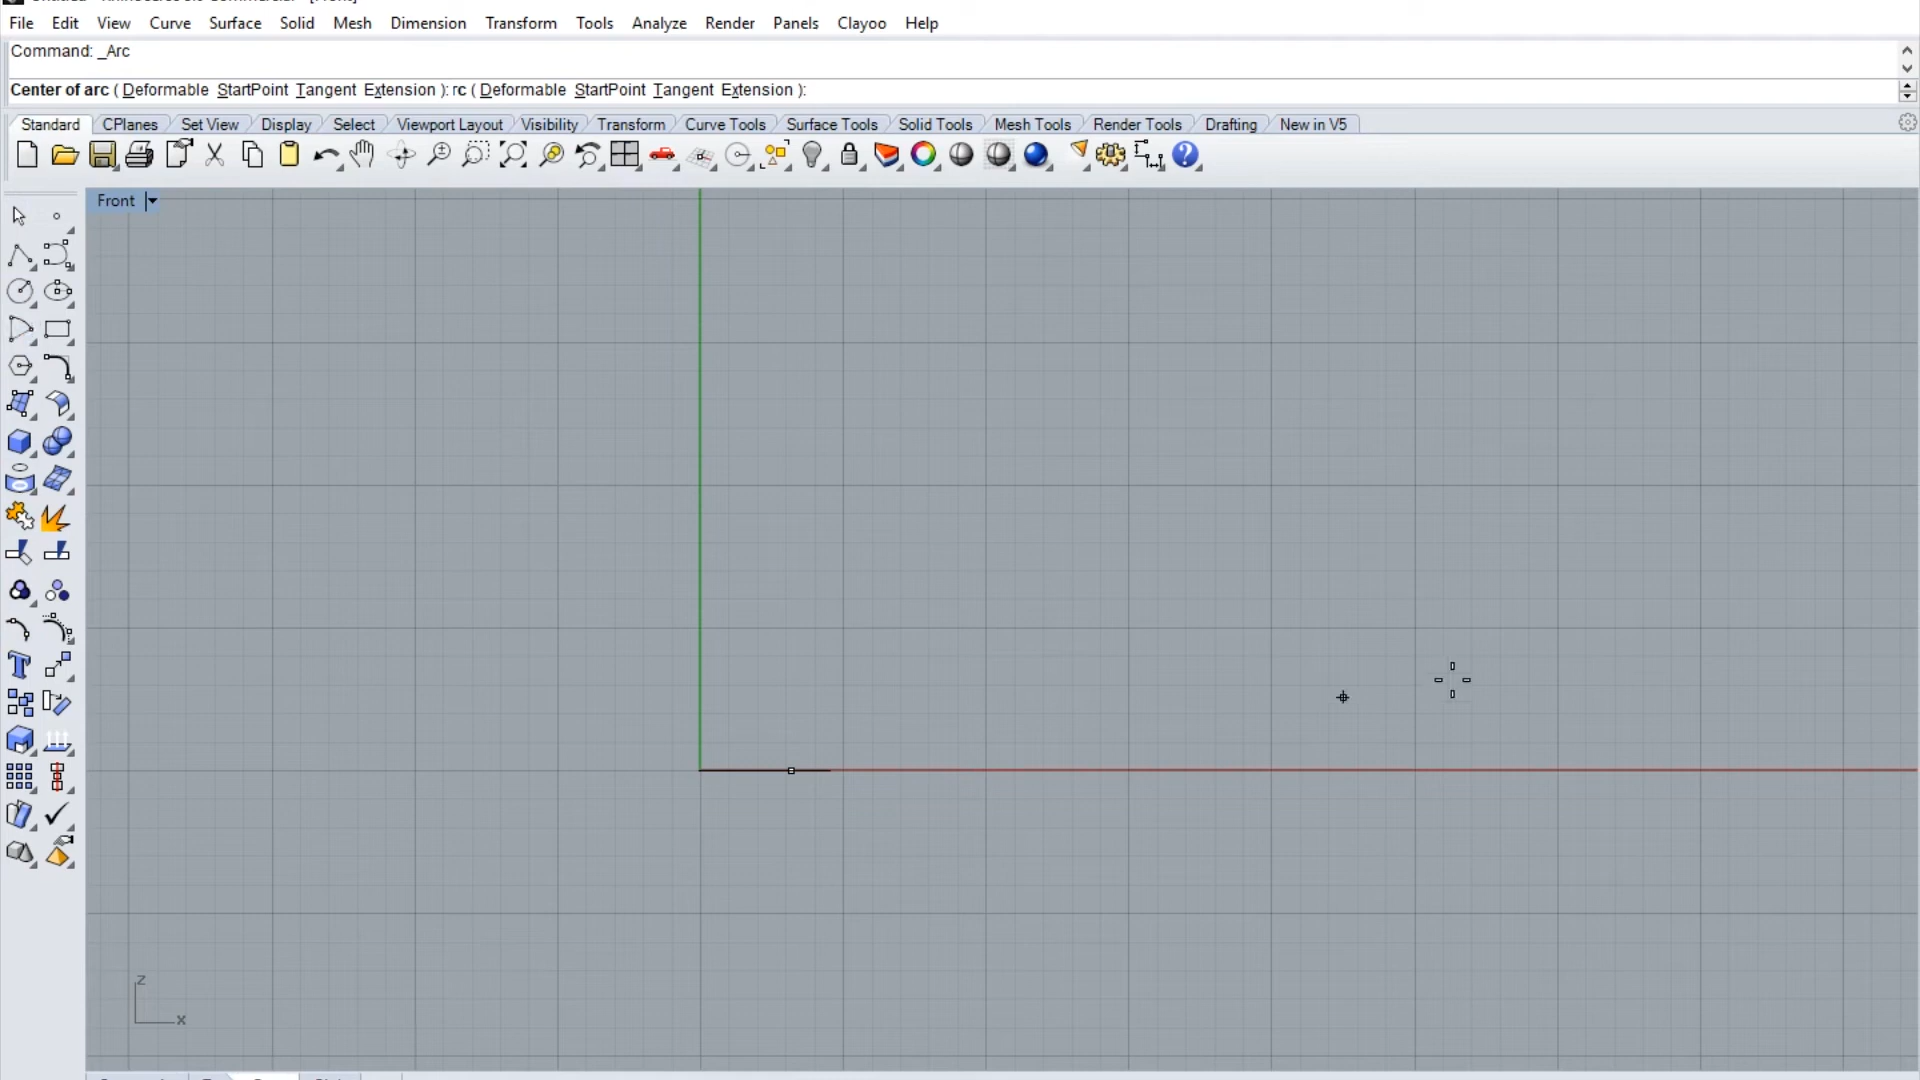 File Edit View Curve Surface Solid Mesh Dimension Transform Tools Analyze Render Panels Clayoo Help
Command: _Arc
Center of arc ( Deformable StartPoint Tangent Extension ): rc ( Deformable StartPoint Tangent Extension ):
Standard CPlanes Set View Display Select Viewport Layout Visibility Transform Curve Tools Surface Tools Solid Tools Mesh Tools Render Tools Drafting New in V5
Front
z
x